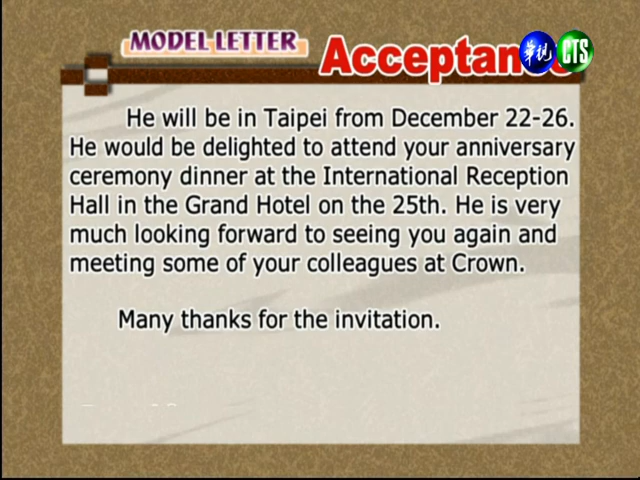 MODEL LETTER
Acceptance
華視 CTS
He will be in Taipei from December 22-26.
He would be delighted to attend your anniversary
ceremony dinner at the International Reception
Hall in the Grand Hotel on the 25th. He is very
much looking forward to seeing you again and
meeting some of your colleagues at Crown.
Many thanks for the invitation.